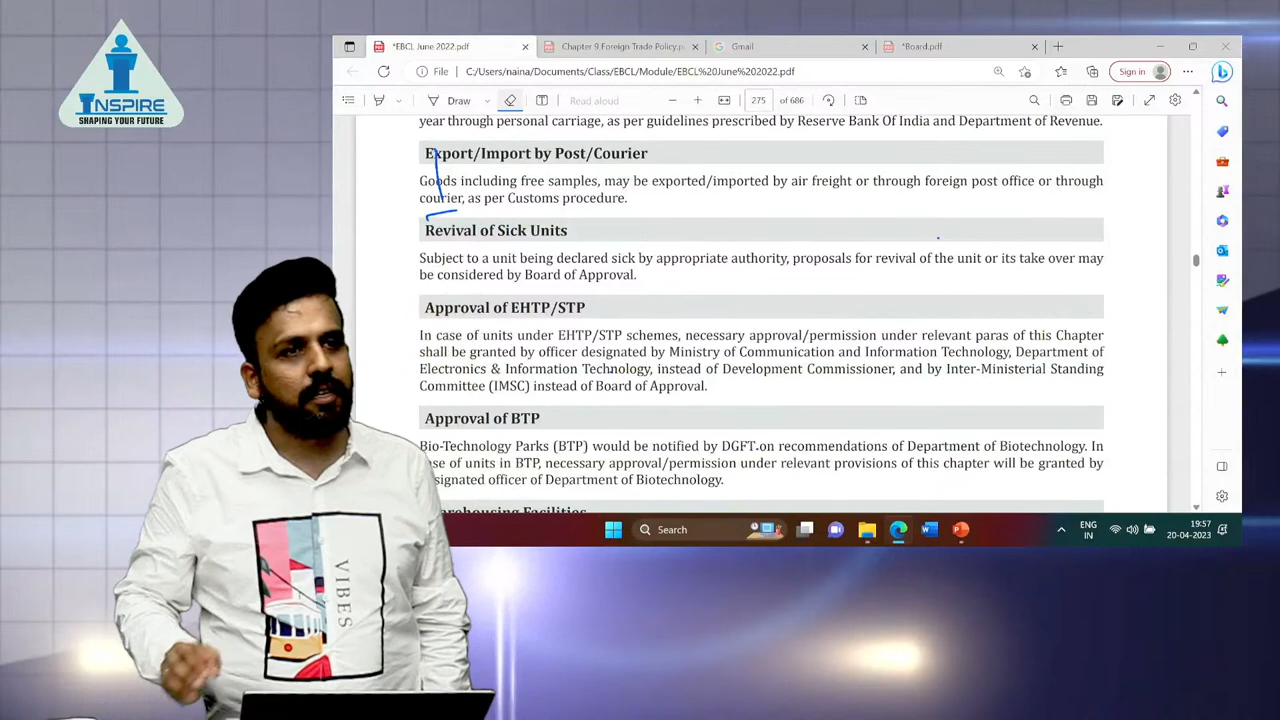 INSPIRE
SHAPING YOUR FUTURE
*EBCL June 2022.pdf
Chapter 9 Foreign Trade Policy.p
Gmail
*Board.pdf
File
C:/Users/naina/Documents/Class/EBCL/Module/EBCL%20June%202022.pdf
Sign in
Draw
Read aloud
275
of 686
year through personal carriage, as per guidelines prescribed by Reserve Bank Of India and Department of Revenue.
Export/Import by Post/Courier
Goods including free samples, may be exported/imported by air freight or through foreign post office or through
courier, as per Customs procedure.
Revival of Sick Units
Subject to a unit being declared sick by appropriate authority, proposals for revival of the unit or its take over may
be considered by Board of Approval.
Approval of EHTP/STP
In case of units under EHTP/STP schemes, necessary approval/permission under relevant paras of this Chapter
shall be granted by officer designated by Ministry of Communication and Information Technology, Department of
Electronics & Information Technology, instead of Development Commissioner, and by Inter-Ministerial Standing
Committee (IMSC) instead of Board of Approval.
Approval of BTP
Bio-Technology Parks (BTP) would be notified by DGFT on recommendations of Department of Biotechnology. In
of units in BTP, necessary approval/permission under relevant provisions of this chapter will be granted by
officer of Department of Biotechnology.
Facilities
Search
ENG
IN
19:57
20-04-2023
VIBES